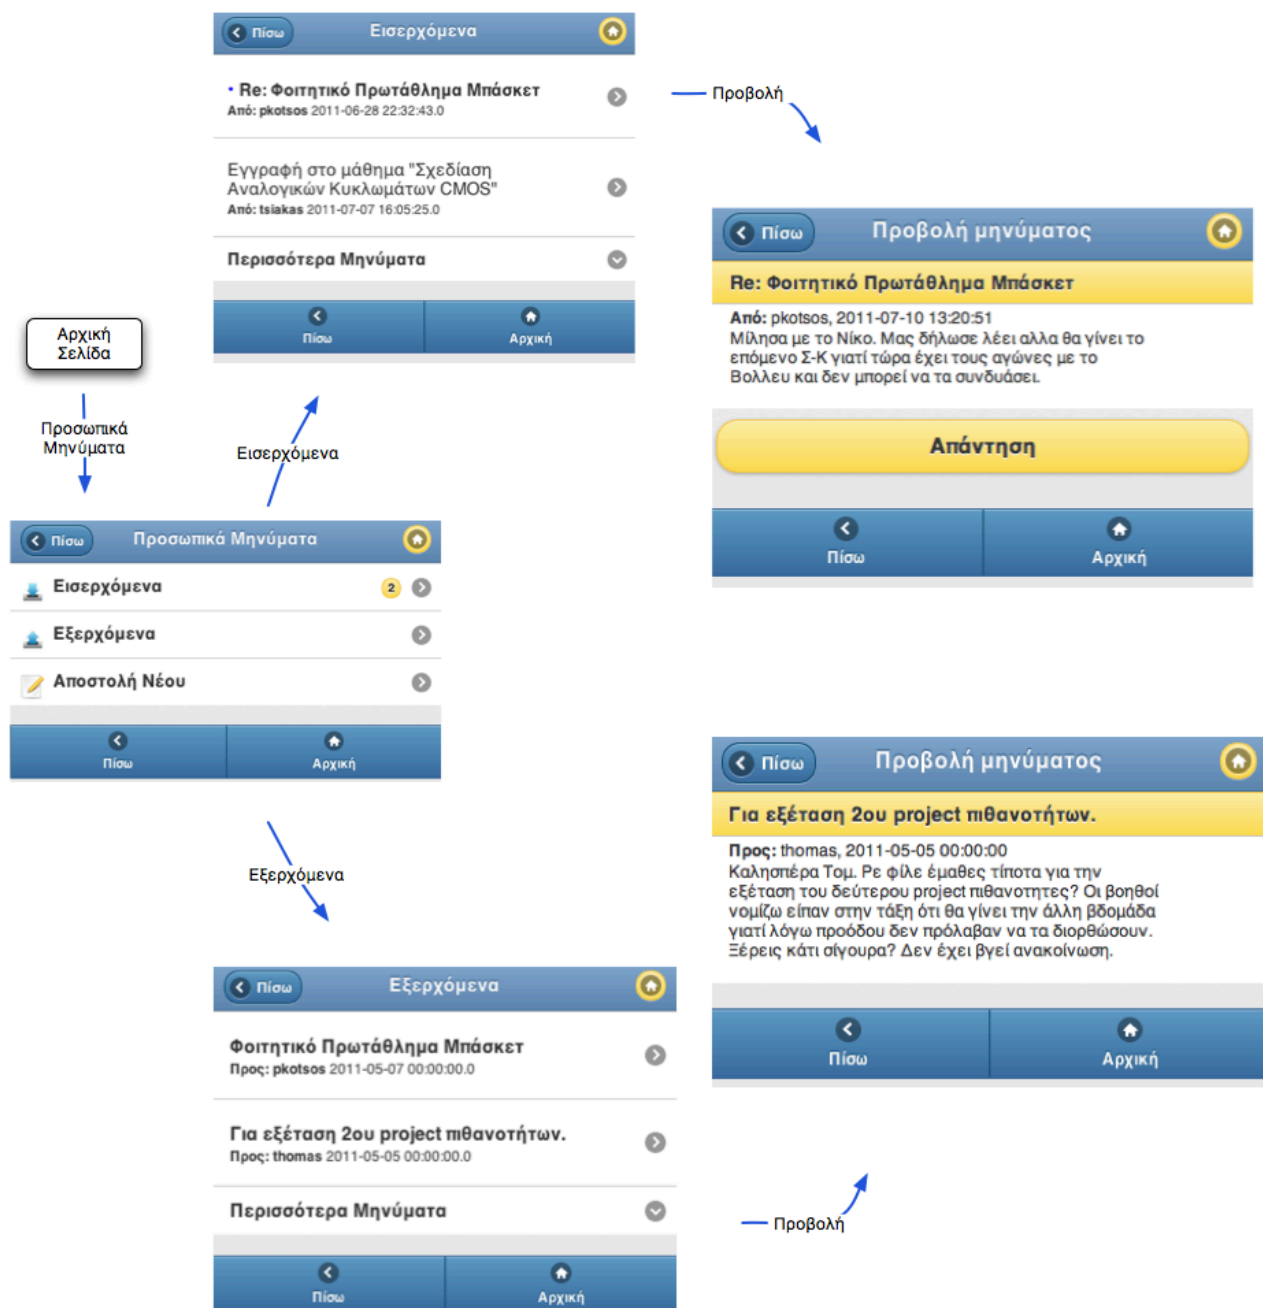 Πίσω
Εισερχόμενα
• Re: Φοιτητικό Πρωτάθλημα Μπάσκετ
Από: pkotsos 2011-06-28 22:32:43.0
Εγγραφή στο μάθημα "Σχεδίαση
Αναλογικών Κυκλωμάτων CMOS"
Από: tsiakas 2011-07-07 16:05:25.0
Περισσότερα Μηνύματα
Πίσω
Αρχική
Προβολή
Πίσω
Προβολή μηνύματος
Re: Φοιτητικό Πρωτάθλημα Μπάσκετ
Από: pkotsos, 2011-07-10 13:20:51
Μίλησα με το Νίκο. Μας δήλωσε λέει αλλα θα γίνει το
επόμενο Σ-Κ γιατί τώρα έχει τους αγώνες με το
Βολλευ και δεν μπορεί να τα συνδυάσει.
Απάντηση
Πίσω
Αρχική
Αρχική
Σελίδα
Προσωπικά
Μηνύματα
Εισερχόμενα
Πίσω
Προσωπικά Μηνύματα
Εισερχόμενα
2
Εξερχόμενα
Αποστολή Νέου
Πίσω
Αρχική
Εξερχόμενα
Πίσω
Προβολή μηνύματος
Για εξέταση 2ου project πιθανοτήτων.
Προς: thomas, 2011-05-05 00:00:00
Καλησπέρα Τομ. Ρε φίλε έμαθες τίποτα για την
εξέταση του δεύτερου project πιθανοτητες? Οι βοηθοί
νομίζω είπαν στην τάξη ότι θα γίνει την άλλη βδομάδα
γιατί λόγω προόδου δεν πρόλαβαν να τα διορθώσουν.
Ξέρεις κάτι σίγουρα? Δεν έχει βγεί ανακοίνωση.
Πίσω
Αρχική
Πίσω
Εξερχόμενα
Φοιτητικό Πρωτάθλημα Μπάσκετ
Προς: pkotsos 2011-05-07 00:00:00.0
Για εξέταση 2ου project πιθανοτήτων.
Προς: thomas 2011-05-05 00:00:00.0
Περισσότερα Μηνύματα
Πίσω
Αρχική
Προβολή